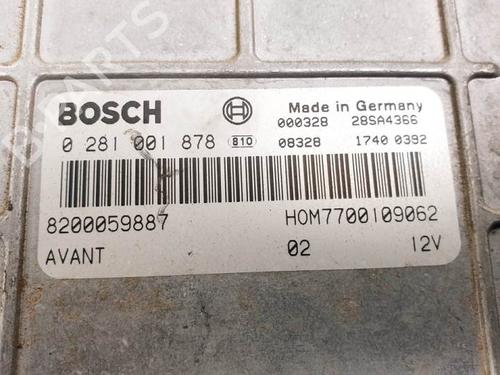 BOSCH
Made in Germany
000328 28SA4366
0 281 001 878 810 08328 1740 0392
8200059887 HOM7700109062
AVANT 02 12V